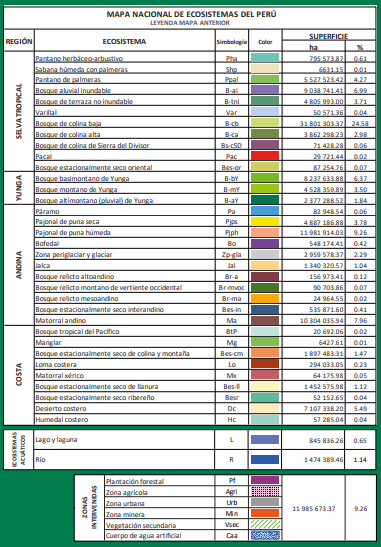 MAPA NACIONAL DE ECOSISTEMAS DEL PERÚ
LEYENDA MAPA ANTERIOR
REGIÓN ECOSISTEMA Simbología Color SUPERFICIE
ha %
SELVA TROPICAL
Pantano herbáceo-arbustivo Pha 795 573.87 0.61
Sabana húmeda con palmeras Shp 6631.15 0.01
Pantano de palmeras Ppal 5 527 523.42 4.27
Bosque aluvial inundable B-ai 9 038 741.41 6.99
Bosque de terraza no inundable B-tni 4 805 993.00 3.71
Varillal Var 50 571.36 0.04
Bosque de colina baja B-cb 31 801 303.37 24.58
Bosque de colina alta B-ca 3 862 298.23 2.98
Bosque de colina de Sierra del Divisor Bs-cSD 71 428.28 0.06
Pacal Pac 29 721.44 0.02
Bosque estacionalmente seco oriental Bes-or 87 254.76 0.07
YUNGA
Bosque basimontano de Yunga B-bY 8 237 633.88 6.37
Bosque montano de Yunga B-mY 4 528 359.89 3.50
Bosque altimontano (pluvial) de Yunga B-aY 2 377 288.52 1.84
ANDINA
Páramo Pa 82 948.54 0.06
Pajonal de puna seca Pjps 4 887 186.88 3.78
Pajonal de puna húmeda Pjph 11 981 914.03 9.26
Bofedal Bo 548 174.41 0.42
Zona periglaciar y glaciar Zp-gla 2 959 578.37 2.29
Jalca Jal 1 340 320.57 1.04
Bosque relicto altoandino Br-a 156 973.41 0.12
Bosque relicto montano de vertiente occidental Br-mvoc 90 703.86 0.07
Bosque relicto mesoandino Br-ma 24 964.55 0.02
Bosque estacionalmente seco interandino Bes-in 535 871.60 0.41
Matorral andino Ma 10 304 035.94 7.96
COSTA
Bosque tropical del Pacífico BtP 20 692.06 0.02
Manglar Mg 6427.61 0.01
Bosque estacionalmente seco de colina y montaña Bes-cm 1 897 483.31 1.47
Loma costera Lo 294 033.05 0.23
Matorral xérico Mx 64 175.98 0.05
Bosque estacionalmente seco de llanura Bes-ll 1 452 575.98 1.12
Bosque estacionalmente seco ribereño Besr 52 152.65 0.04
Desierto costero Dc 7 107 338.20 5.49
Humedal costero Hc 57 285.04 0.04
ECOSISTEMAS ACUÁTICOS
Lago y laguna L 845 836.26 0.65
Río R 1 474 389.46 1.14
ZONAS INTERVENIDAS
Plantación forestal Pf
Zona agrícola Agri
Zona urbana Urb
Zona minera Min 11 985 673.37 9.26
Vegetación secundaria Vsec
Cuerpo de agua artificial Caa